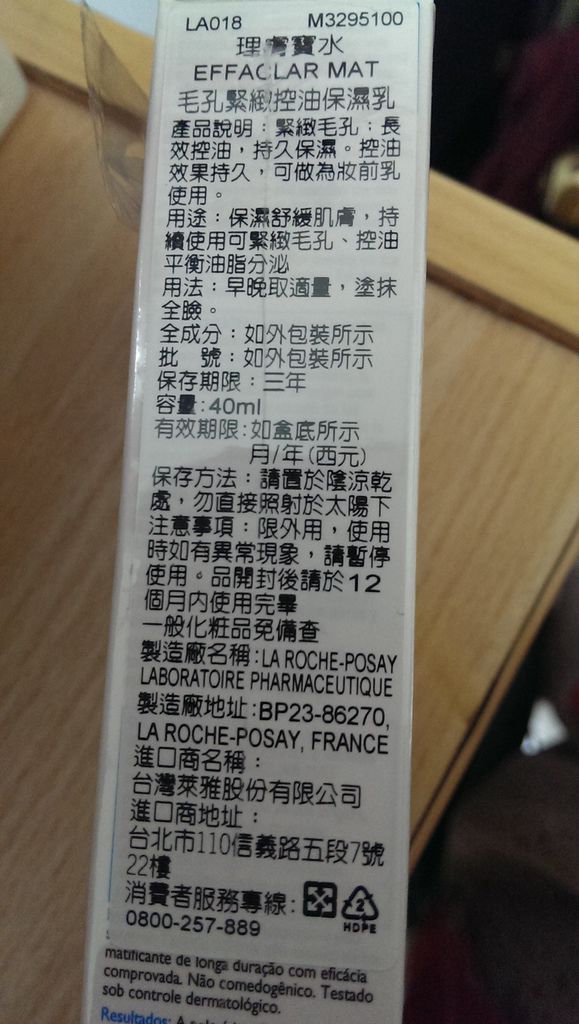 LA018 M3295100
理膚寶水
EFFACLAR MAT
毛孔緊緻控油保濕乳
產品說明：緊緻毛孔；長
效控油，持久保濕。控油
效果持久，可做為妝前乳
使用。
用途：保濕舒緩肌膚，持
續使用可緊緻毛孔、控油
平衡油脂分泌
用法：早晚取適量，塗抹
全臉。
全成分：如外包裝所示
批　號：如外包裝所示
保存期限：三年
容量:40ml
有效期限:如盒底所示
月/年(西元)
保存方法：請置於陰涼乾
處，勿直接照射於太陽下
注意事項：限外用，使用
時如有異常現象，請暫停
使用。品開封後請於12
個月內使用完畢
一般化粧品免備查
製造廠名稱:LA ROCHE-POSAY
LABORATOIRE PHARMACEUTIQUE
製造廠地址:BP23-86270,
LA ROCHE-POSAY, FRANCE
進口商名稱：
台灣萊雅股份有限公司
進口商地址：
台北市110信義路五段7號
22樓
消費者服務專線:
2
HDPE
0800-257-889
matificante de longa duração com eficácia
comprovada. Não comedogênico. Testado
sob controle dermatológico.
Resultados: A